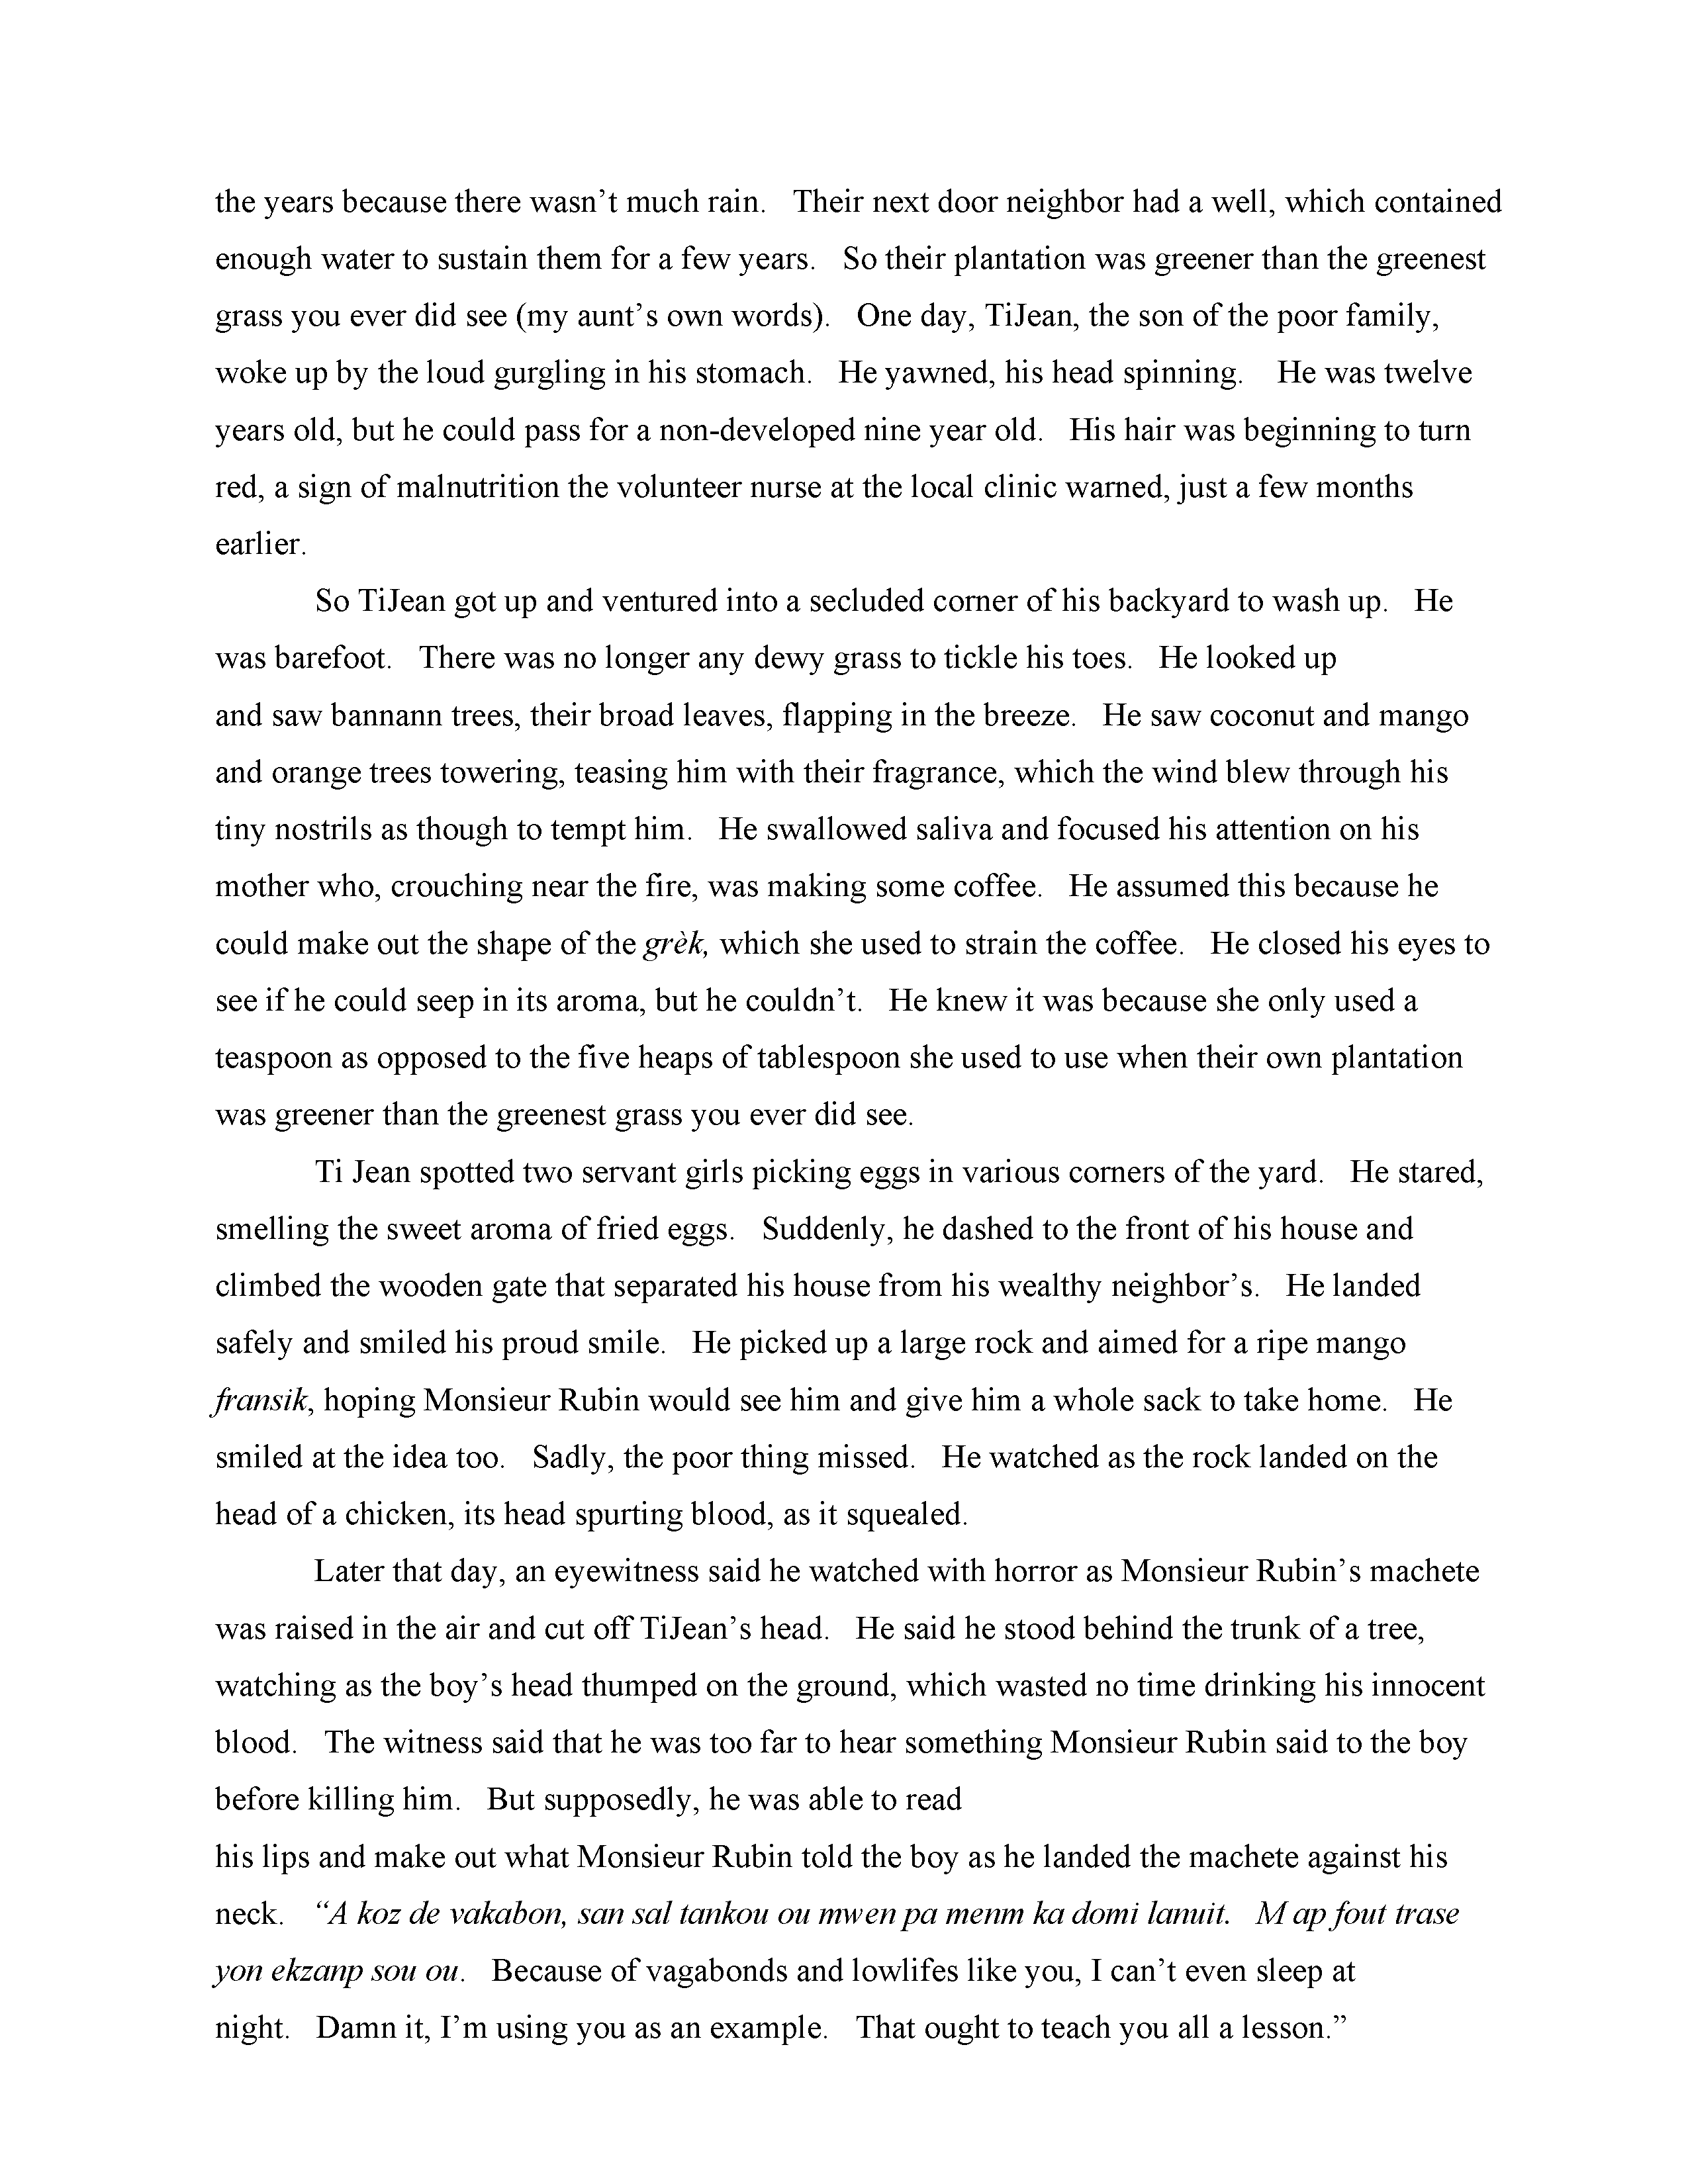 the years because there wasn’t much rain.   Their next door neighbor had a well, which contained
enough water to sustain them for a few years.   So their plantation was greener than the greenest
grass you ever did see (my aunt’s own words).   One day, TiJean, the son of the poor family,
woke up by the loud gurgling in his stomach.   He yawned, his head spinning.    He was twelve
years old, but he could pass for a non-developed nine year old.   His hair was beginning to turn
red, a sign of malnutrition the volunteer nurse at the local clinic warned, just a few months
earlier.
So TiJean got up and ventured into a secluded corner of his backyard to wash up.   He
was barefoot.   There was no longer any dewy grass to tickle his toes.   He looked up
and saw bannann trees, their broad leaves, flapping in the breeze.   He saw coconut and mango
and orange trees towering, teasing him with their fragrance, which the wind blew through his
tiny nostrils as though to tempt him.   He swallowed saliva and focused his attention on his
mother who, crouching near the fire, was making some coffee.   He assumed this because he
could make out the shape of the grèk, which she used to strain the coffee.   He closed his eyes to
see if he could seep in its aroma, but he couldn’t.   He knew it was because she only used a
teaspoon as opposed to the five heaps of tablespoon she used to use when their own plantation
was greener than the greenest grass you ever did see.
Ti Jean spotted two servant girls picking eggs in various corners of the yard.   He stared,
smelling the sweet aroma of fried eggs.   Suddenly, he dashed to the front of his house and
climbed the wooden gate that separated his house from his wealthy neighbor’s.   He landed
safely and smiled his proud smile.   He picked up a large rock and aimed for a ripe mango
fransik, hoping Monsieur Rubin would see him and give him a whole sack to take home.   He
smiled at the idea too.   Sadly, the poor thing missed.   He watched as the rock landed on the
head of a chicken, its head spurting blood, as it squealed.
Later that day, an eyewitness said he watched with horror as Monsieur Rubin’s machete
was raised in the air and cut off TiJean’s head.   He said he stood behind the trunk of a tree,
watching as the boy’s head thumped on the ground, which wasted no time drinking his innocent
blood.   The witness said that he was too far to hear something Monsieur Rubin said to the boy
before killing him.   But supposedly, he was able to read
his lips and make out what Monsieur Rubin told the boy as he landed the machete against his
neck.   “A koz de vakabon, san sal tankou ou mwen pa menm ka domi lanuit.   M ap fout trase
yon ekzanp sou ou.   Because of vagabonds and lowlifes like you, I can’t even sleep at
night.   Damn it, I’m using you as an example.   That ought to teach you all a lesson.”